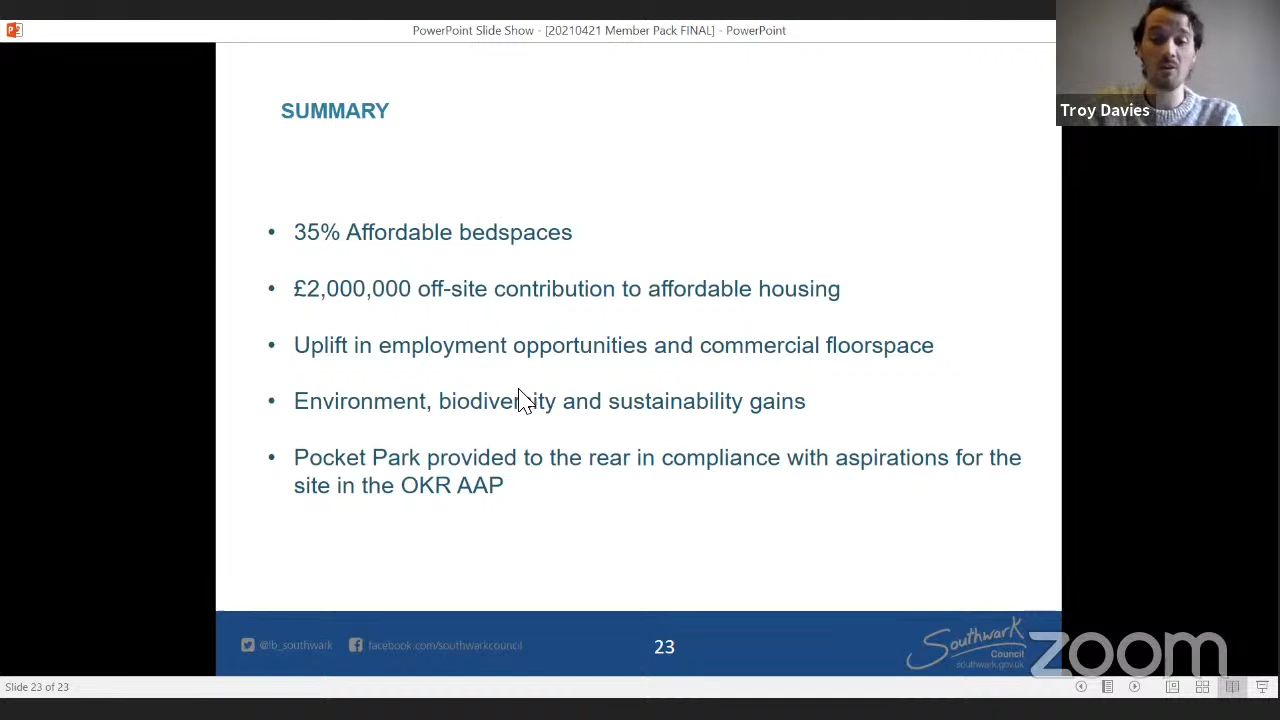 PowerPoint Slide Show - [20210421 Member Pack FINAL] - PowerPoint
Troy Davies
SUMMARY
• 35% Affordable bedspaces
• £2,000,000 off-site contribution to affordable housing
• Uplift in employment opportunities and commercial floorspace
• Environment, biodiversity and sustainability gains
• Pocket Park provided to the rear in compliance with aspirations for the
site in the OKR AAP
@lb_southwark
facebook.com/southwarkcouncil
23
Southwark
Council
southwark.gov.uk
zoom
Slide 23 of 23